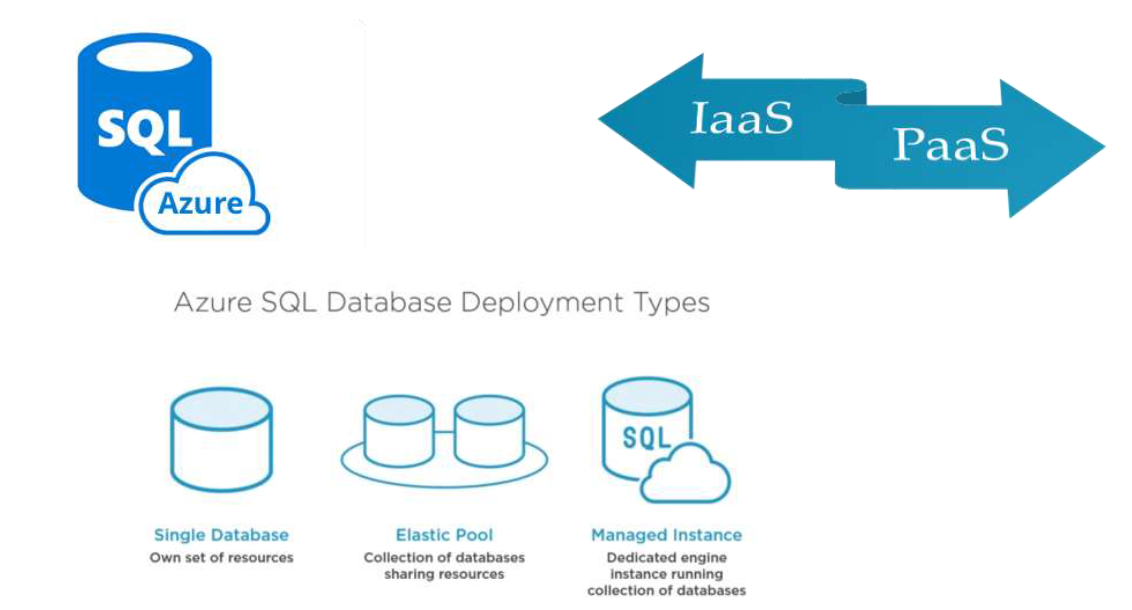 SQL
Azure
IaaS
PaaS
Azure SQL Database Deployment Types
SQL
Single Database
Own set of resources
Elastic Pool
Collection of databases
sharing resources
Managed Instance
Dedicated engine
instance running
collection of databases